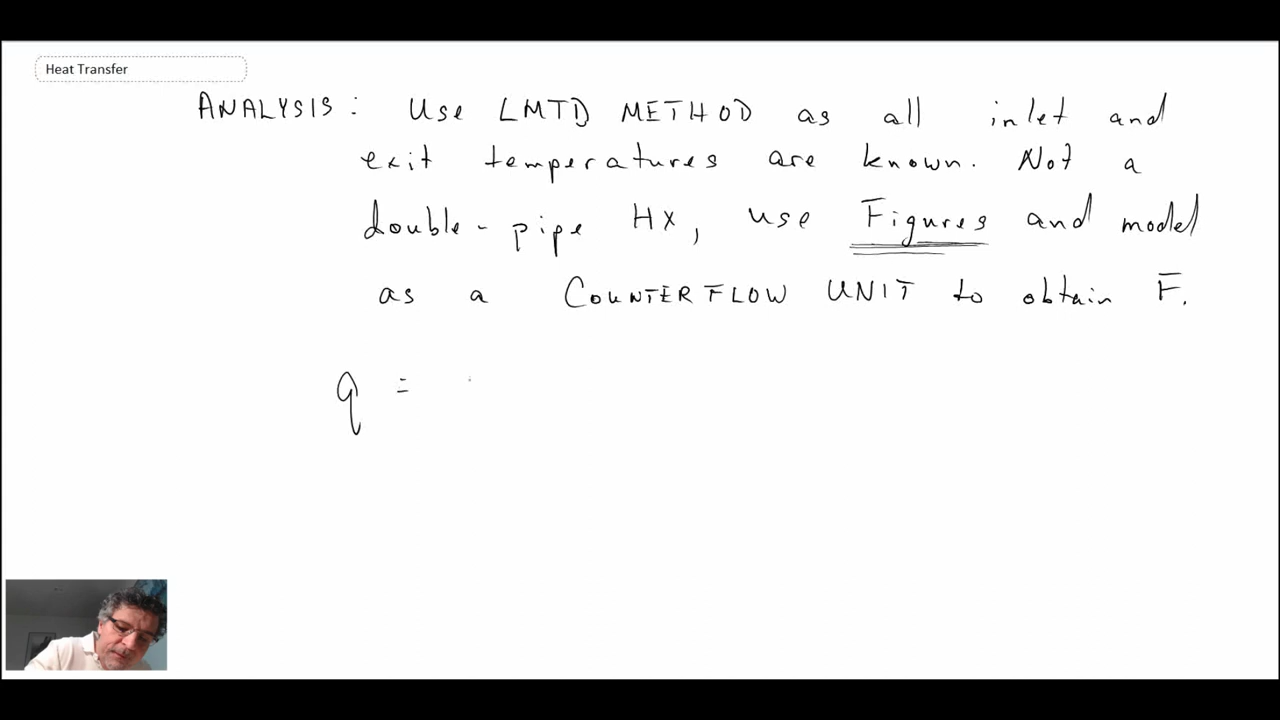 Heat Transfer
ANALYSIS: Use LMTD METHOD as all inlet and
exit temperatures are known. Not a
double-pipe HX, use Figures and model
as a COUNTERFLOW UNIT to obtain F.
q =